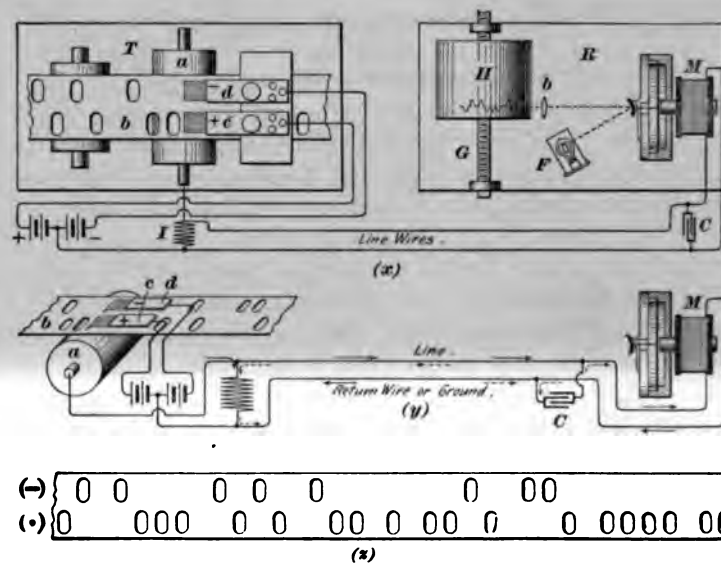 T a
− d
b + c
+ −
I
H b R M
G F
C
Line Wires.
(x)
c d
b +
a
Line.
Return Wire or Ground.
(y)
C
M
(−)
(•)
(z)